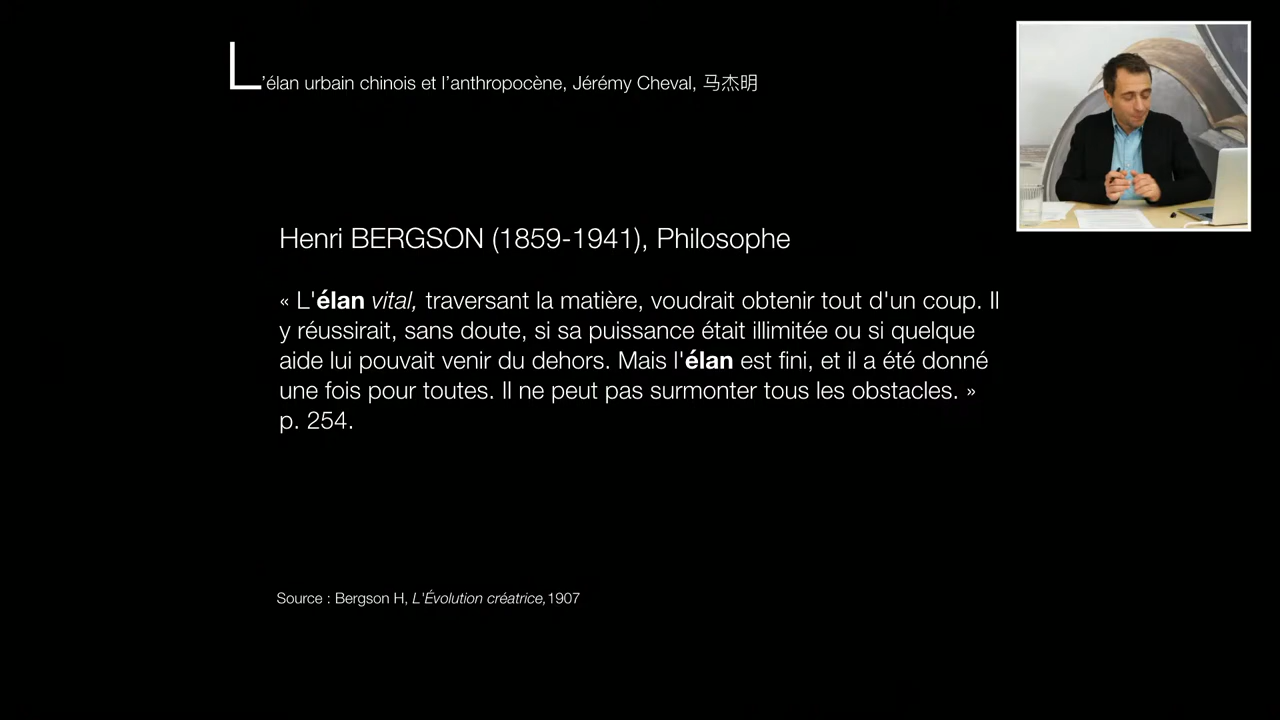 L'élan urbain chinois et l'anthropocène, Jérémy Cheval, 马杰明
Henri BERGSON (1859-1941), Philosophe
« L'élan vital, traversant la matière, voudrait obtenir tout d'un coup. Il
y réussirait, sans doute, si sa puissance était illimitée ou si quelque
aide lui pouvait venir du dehors. Mais l'élan est fini, et il a été donné
une fois pour toutes. Il ne peut pas surmonter tous les obstacles. »
p. 254.
Source : Bergson H, L'Évolution créatrice, 1907